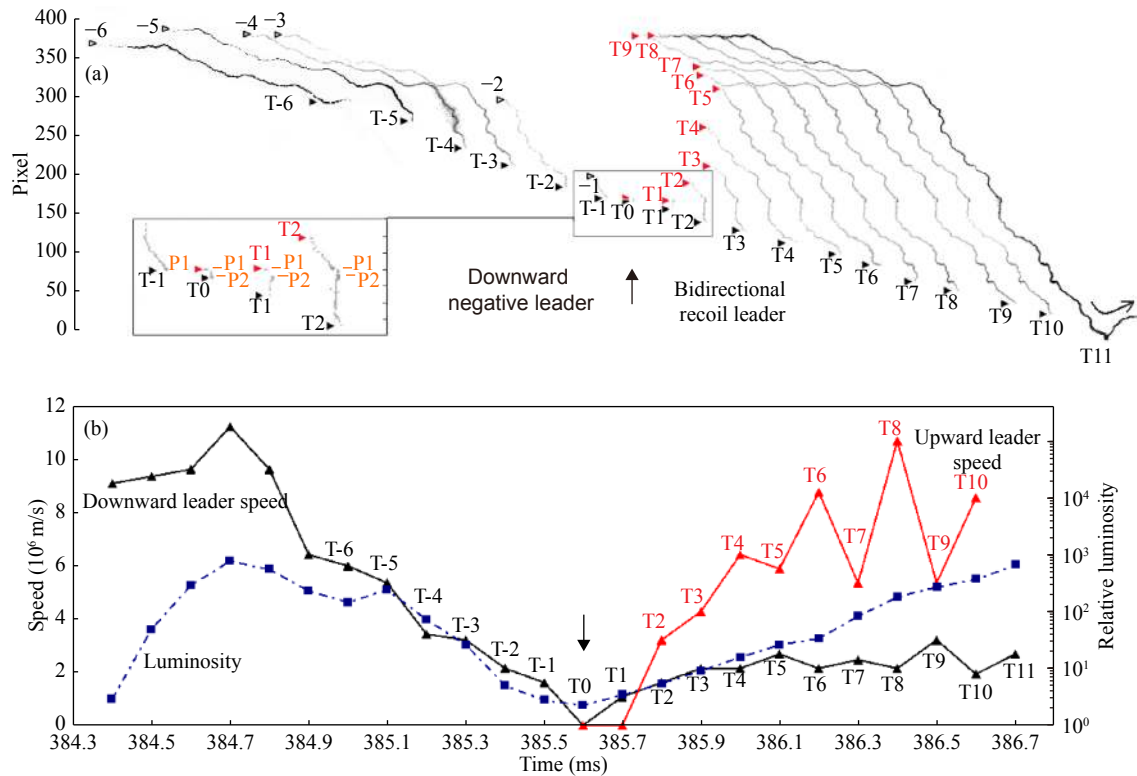 400
350
300
250
200
150
100
50
0
Pixel
(a)
−6
−5
−4
−3
−2
−1
T-6
T-5
T-4
T-3
T-2
T-1
T0
T1
T1
T2
T2
T9
T8
T7
T6
T5
T4
T3
T3
T4
T5
T6
T7
T8
T9
T10
T11
T2
P1
−P1
T1
−P1
−P1
T-1
T0
−P2
−P2
−P2
T1
T2
Downward
negative leader
Bidirectional
recoil leader
(b)
12
10
8
6
4
2
0
Speed (10⁶ m/s)
Downward leader speed
Luminosity
Upward leader
speed
T-6
T-5
T-4
T-3
T-2
T-1
T0
T1
T2
T3
T4
T5
T6
T7
T8
T9
T10
T2
T3
T4
T5
T6
T7
T8
T9
T10
T11
10⁴
10³
10²
10¹
10⁰
Relative luminosity
384.3 384.5 384.7 384.9 385.1 385.3 385.5 385.7 385.9 386.1 386.3 386.5 386.7
Time (ms)